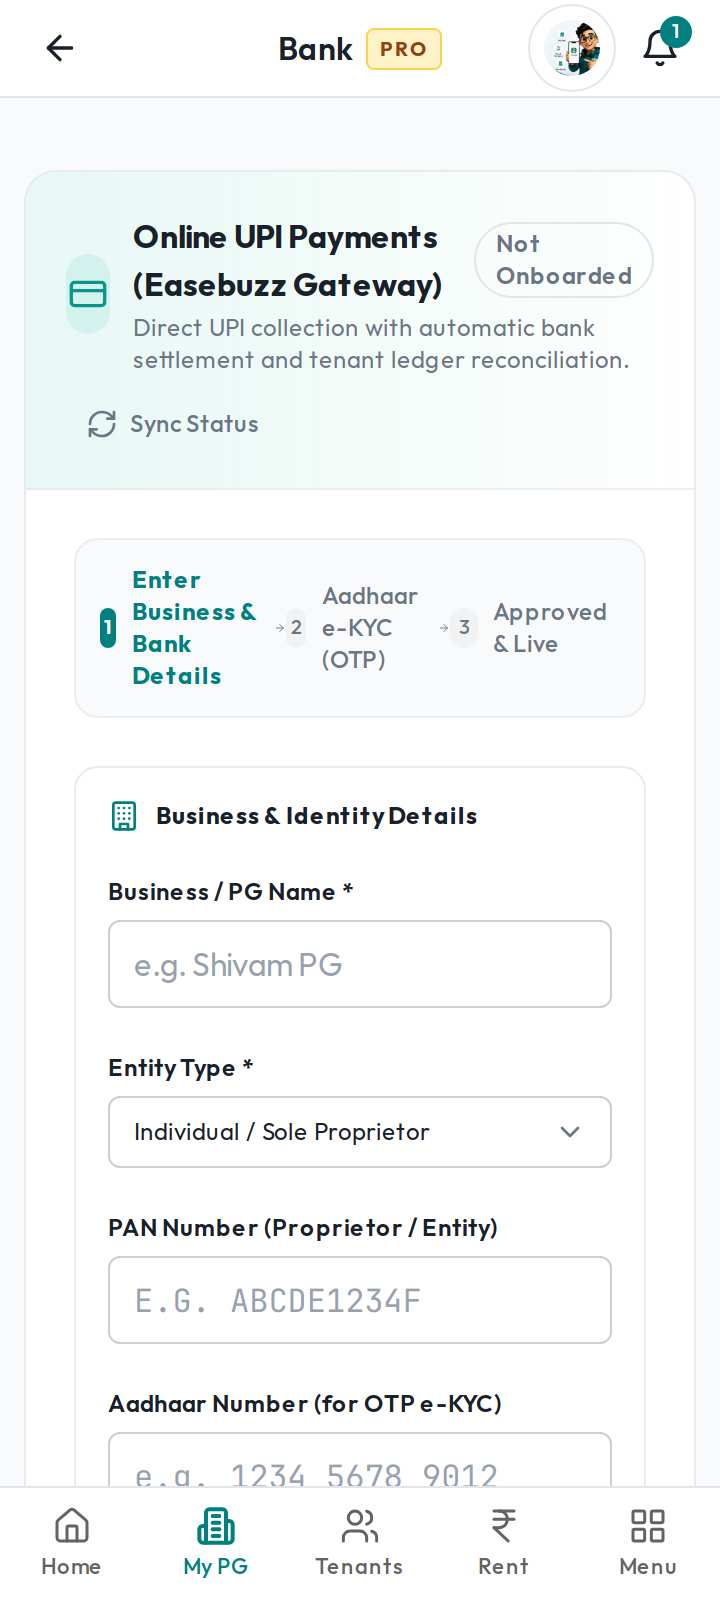 Bank PRO
1
Online UPI Payments
(Easebuzz Gateway)
Not
Onboarded
Direct UPI collection with automatic bank
settlement and tenant ledger reconciliation.
Sync Status
1
Enter
Business &
Bank
Details
2
Aadhaar
e-KYC
(OTP)
3
Approved
& Live
Business & Identity Details
Business / PG Name *
e.g. Shivam PG
Entity Type *
Individual / Sole Proprietor
PAN Number (Proprietor / Entity)
E.G. ABCDE1234F
Aadhaar Number (for OTP e-KYC)
e.g. 1234 5678 9012
Home
My PG
Tenants
Rent
Menu